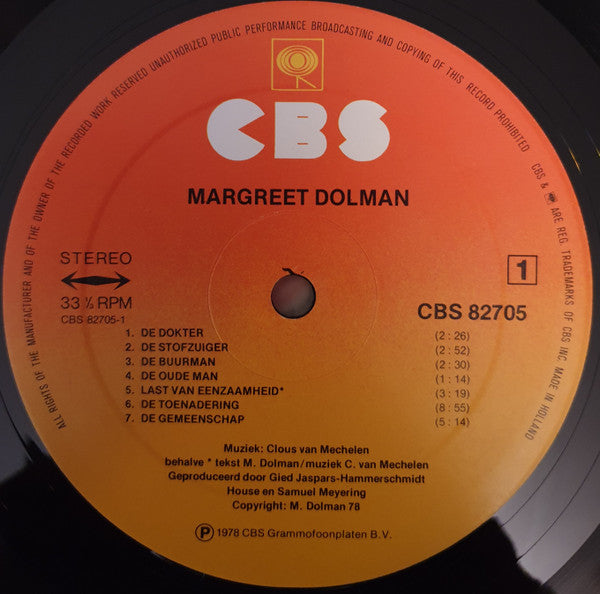 ALL RIGHTS OF THE MANUFACTURER AND OF THE OWNER OF THE RECORDED WORK RESERVED UNAUTHORIZED PUBLIC PERFORMANCE BROADCASTING AND COPYING OF THIS RECORD PROHIBITED
CBS & ARE REG. TRADEMARKS OF CBS INC. MADE IN HOLLAND
CBS
MARGREET DOLMAN
STEREO
1
33 ⅓ RPM
CBS 82705
CBS-82705-1
1. DE DOKTER (2 : 26)
2. DE STOFZUIGER (2 : 52)
3. DE BUURMAN (2 : 30)
4. DE OUDE MAN (1 : 14)
5. LAST VAN EENZAAMHEID* (3 : 19)
6. DE TOENADERING (8 : 55)
7. DE GEMEENSCHAP (5 : 14)
Muziek: Clous van Mechelen
behalve * tekst M. Dolman/muziek C. van Mechelen
Geproduceerd door Gied Jaspars-Hammerschmidt
House en Samuel Meyering
Copyright: M. Dolman 78
Ⓟ 1978 CBS Grammofoonplaten B.V.